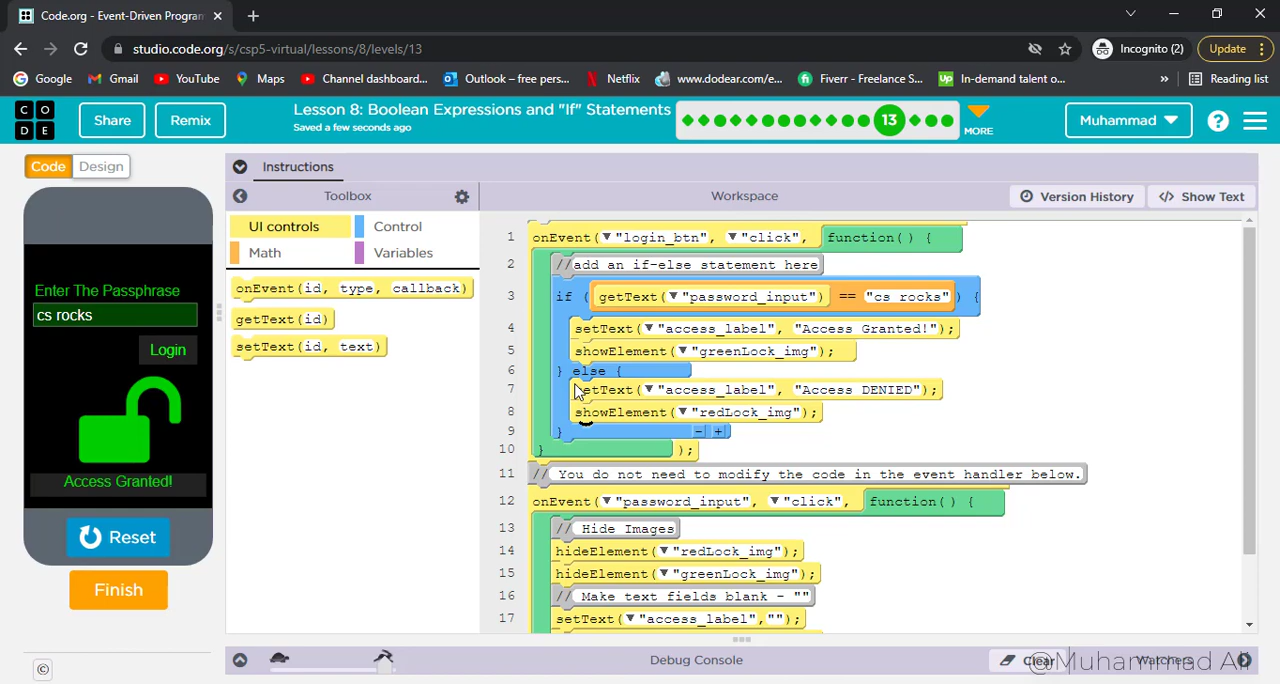 Code.org - Event-Driven Program
studio.code.org/s/csp5-virtual/lessons/8/levels/13
Incognito (2)
Update
Google
Gmail
YouTube
Maps
Channel dashboard...
Outlook – free pers...
Netflix
www.dodear.com/e...
Fiverr - Freelance S...
Up
In-demand talent o...
»
Reading list
C O
D E
Share
Remix
Lesson 8: Boolean Expressions and "If" Statements
Saved a few seconds ago
13
MORE
Muhammad
?
Code
Design
Instructions
Toolbox
Workspace
Version History
</> Show Text
Enter The Passphrase
cs rocks
Login
Access Granted!
Reset
Finish
UI controls
Control
Math
Variables
onEvent(id, type, callback)
getText(id)
setText(id, text)
1 onEvent("login_btn", "click", function() {
2 //add an if-else statement here
3 if (getText("password_input") == "cs rocks") {
4 setText("access_label", "Access Granted!");
5 showElement("greenLock_img");
6 } else {
7 setText("access_label", "Access DENIED");
8 showElement("redLock_img");
9 } - +
10 } );
11 // You do not need to modify the code in the event handler below.
12 onEvent("password_input", "click", function() {
13 // Hide Images
14 hideElement("redLock_img");
15 hideElement("greenLock_img");
16 // Make text fields blank - ""
17 setText("access_label","");
©
Debug Console
Clear
Watchers
@Muhammad Ali